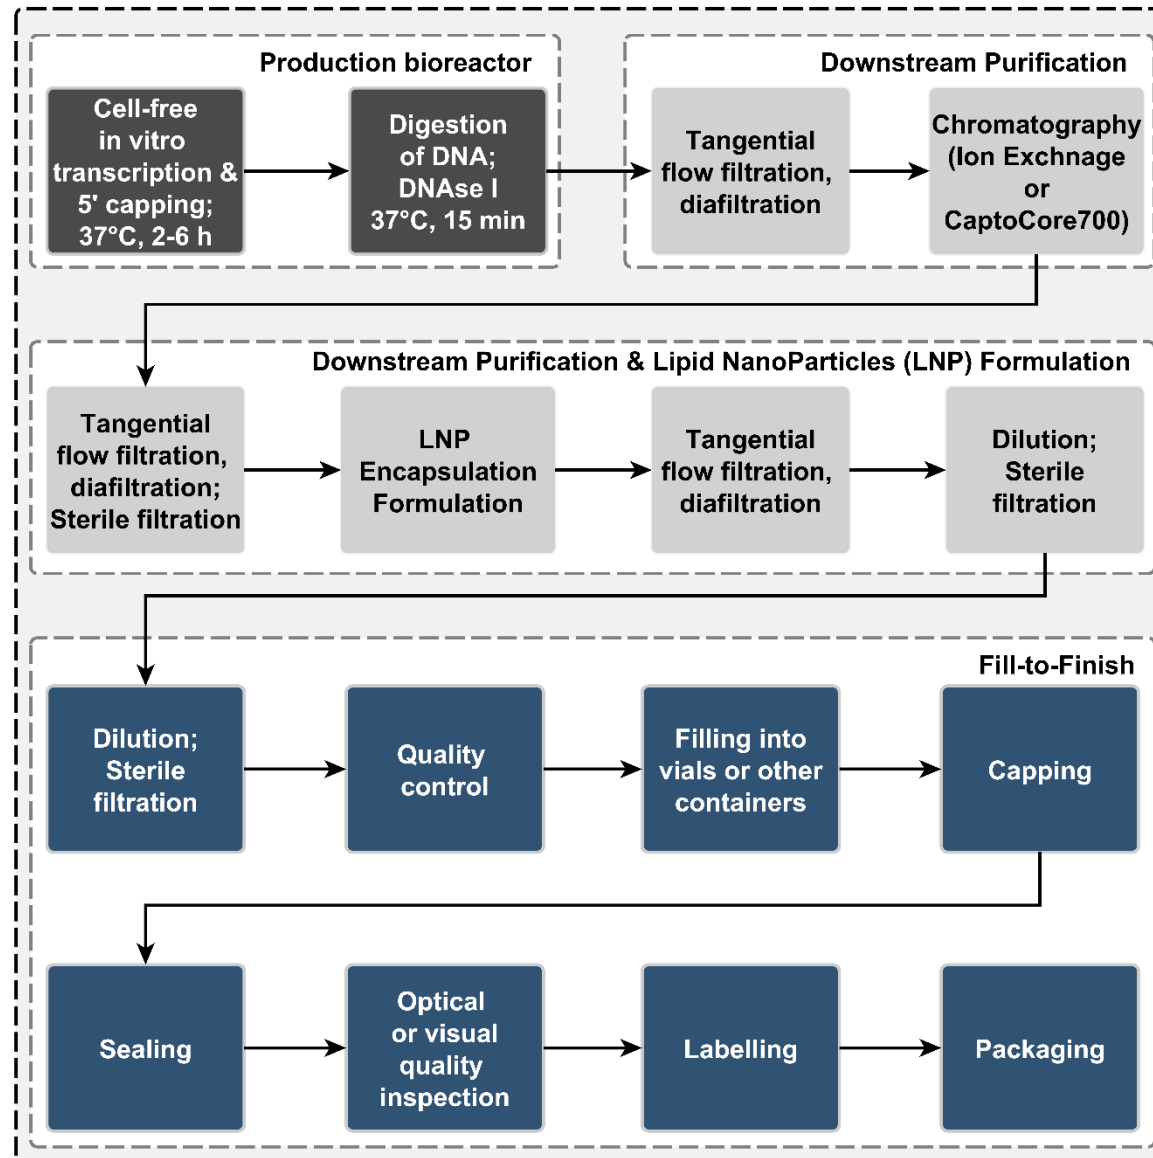 Production bioreactor
Cell-free
in vitro
transcription &
5' capping;
37°C, 2-6 h
Digestion
of DNA;
DNAse I
37°C, 15 min
Downstream Purification
Tangential
flow filtration,
diafiltration
Chromatography
(Ion Exchnage
or
CaptoCore700)
Downstream Purification & Lipid NanoParticles (LNP) Formulation
Tangential
flow filtration,
diafiltration;
Sterile filtration
LNP
Encapsulation
Formulation
Tangential
flow filtration,
diafiltration
Dilution;
Sterile
filtration
Fill-to-Finish
Dilution;
Sterile
filtration
Quality
control
Filling into
vials or other
containers
Capping
Sealing
Optical
or visual
quality
inspection
Labelling
Packaging